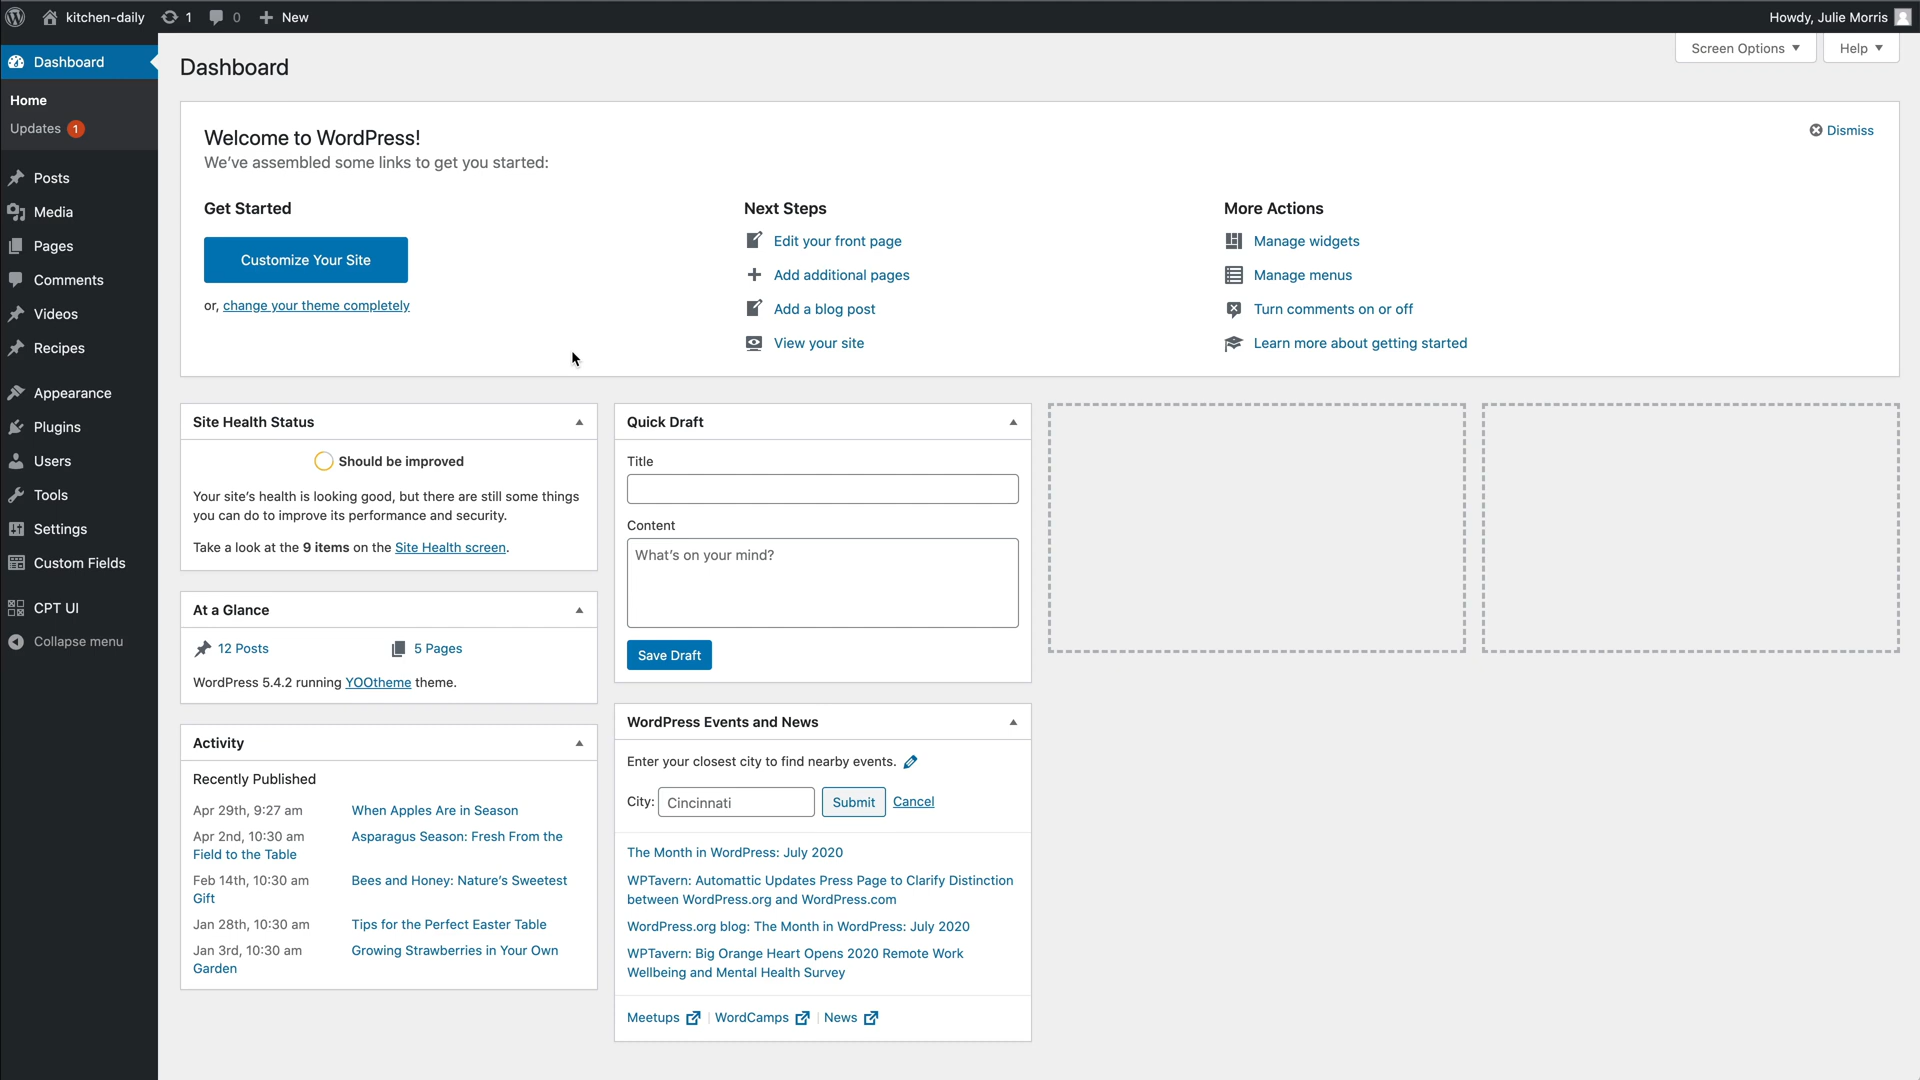 kitchen-daily 1 0 New
Howdy, Julie Morris
Dashboard
Home
Updates 1
Posts
Media
Pages
Comments
Videos
Recipes
Appearance
Plugins
Users
Tools
Settings
Custom Fields
CPT UI
Collapse menu
Dashboard
Screen Options
Help
Welcome to WordPress!
We've assembled some links to get you started:
Dismiss
Get Started
Customize Your Site
or, change your theme completely
Next Steps
Edit your front page
Add additional pages
Add a blog post
View your site
More Actions
Manage widgets
Manage menus
Turn comments on or off
Learn more about getting started
Site Health Status
Should be improved
Your site's health is looking good, but there are still some things
you can do to improve its performance and security.
Take a look at the 9 items on the Site Health screen.
At a Glance
12 Posts
5 Pages
WordPress 5.4.2 running YOOtheme theme.
Activity
Recently Published
Apr 29th, 9:27 am When Apples Are in Season
Apr 2nd, 10:30 am Asparagus Season: Fresh From the
Field to the Table
Feb 14th, 10:30 am Bees and Honey: Nature's Sweetest
Gift
Jan 28th, 10:30 am Tips for the Perfect Easter Table
Jan 3rd, 10:30 am Growing Strawberries in Your Own
Garden
Quick Draft
Title
Content
What's on your mind?
Save Draft
WordPress Events and News
Enter your closest city to find nearby events.
City: Cincinnati Submit Cancel
The Month in WordPress: July 2020
WPTavern: Automattic Updates Press Page to Clarify Distinction
between WordPress.org and WordPress.com
WordPress.org blog: The Month in WordPress: July 2020
WPTavern: Big Orange Heart Opens 2020 Remote Work
Wellbeing and Mental Health Survey
Meetups | WordCamps | News